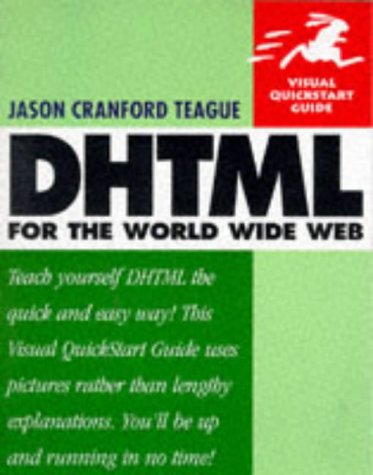 VISUAL
QUICKSTART
GUIDE
JASON CRANFORD TEAGUE
DHTML
FOR THE WORLD WIDE WEB
Teach yourself DHTML the
quick and easy way! This
Visual QuickStart Guide uses
pictures rather than lengthy
explanations. You'll be up
and running in no time!